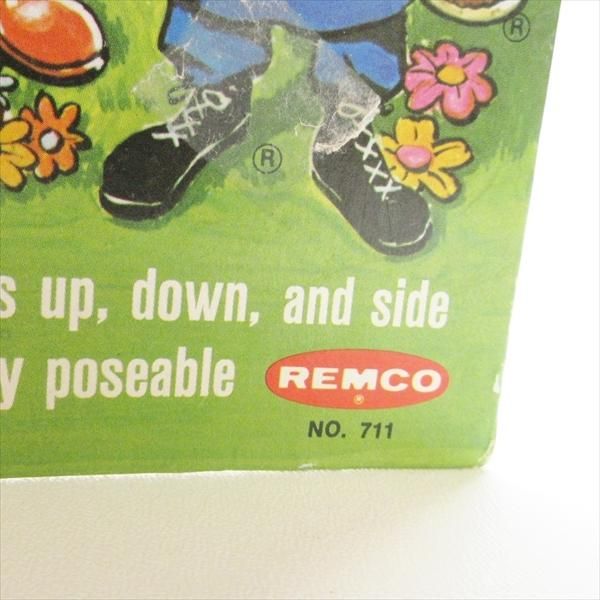 ®
®
s up, down, and side
y poseable
REMCO
®
NO. 711